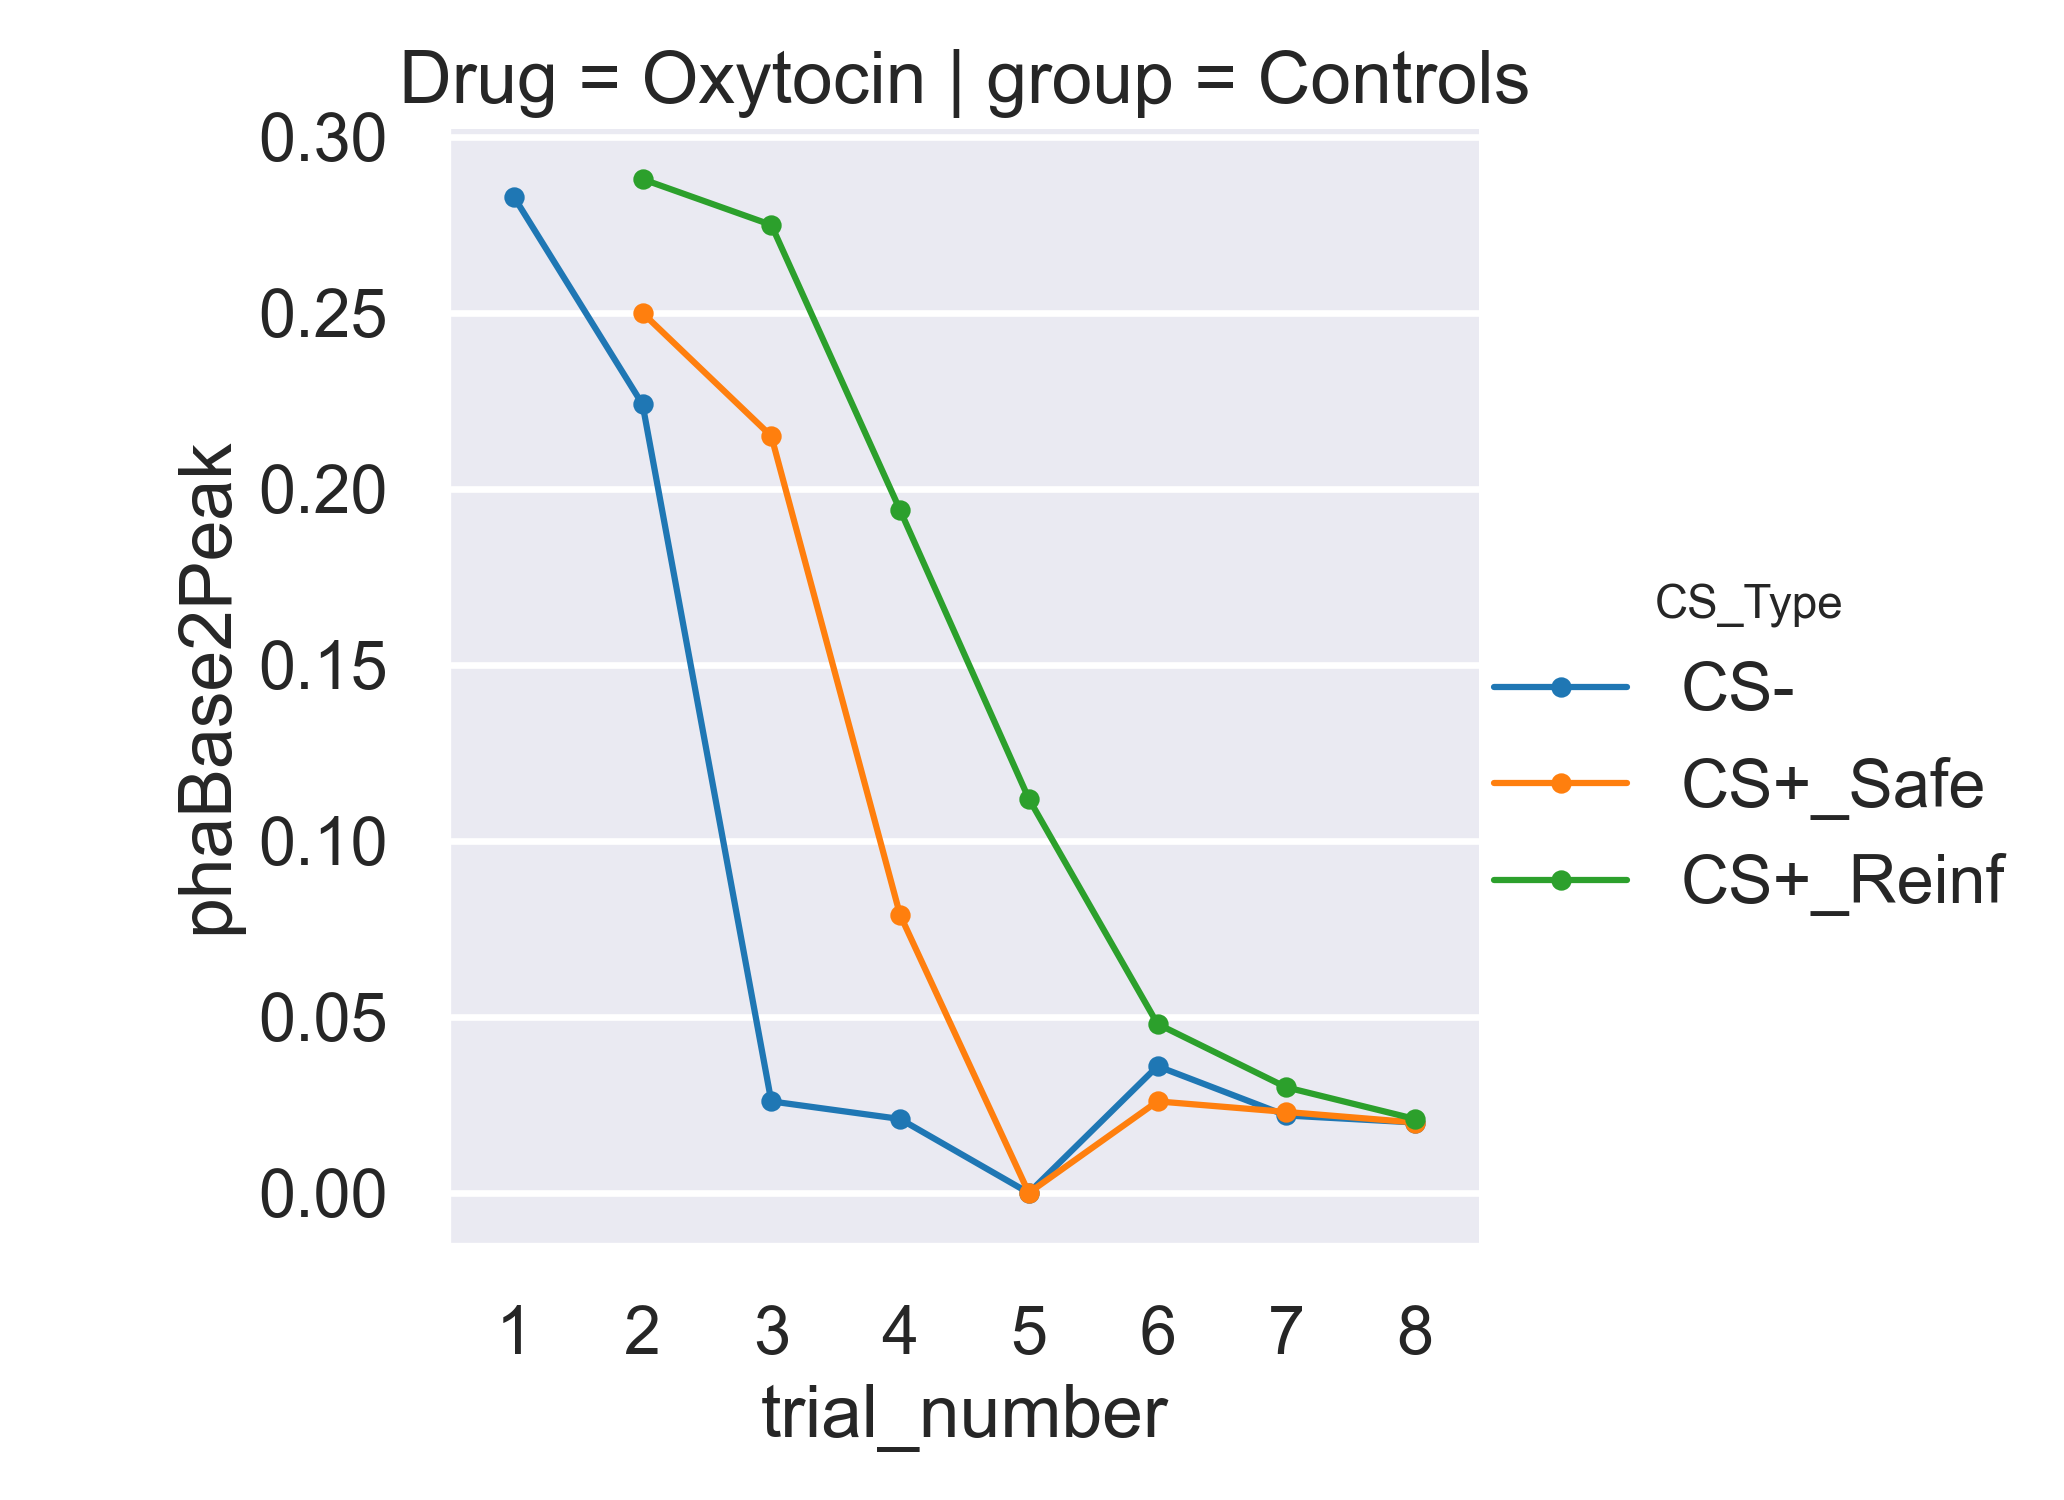 Drug = Oxytocin | group = Controls
0.30
0.25
0.20
0.15
0.10
0.05
0.00
phaBase2Peak
1 2 3 4 5 6 7 8
trial_number
CS_Type
CS-
CS+_Safe
CS+_Reinf